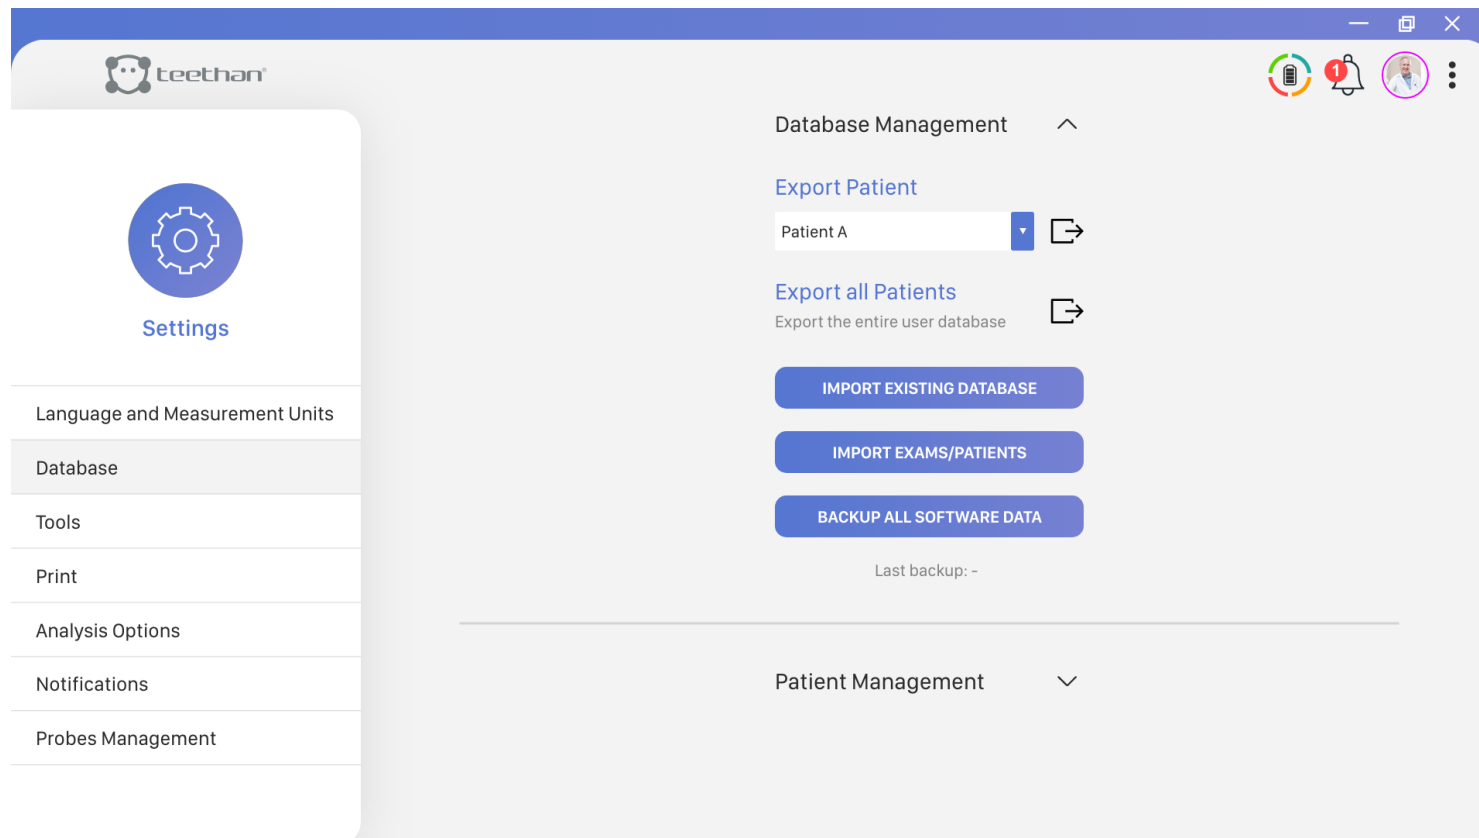 teethan®
1
Settings
Language and Measurement Units
Database
Tools
Print
Analysis Options
Notifications
Probes Management
Database Management
Export Patient
Patient A
Export all Patients
Export the entire user database
IMPORT EXISTING DATABASE
IMPORT EXAMS/PATIENTS
BACKUP ALL SOFTWARE DATA
Last backup: -
Patient Management